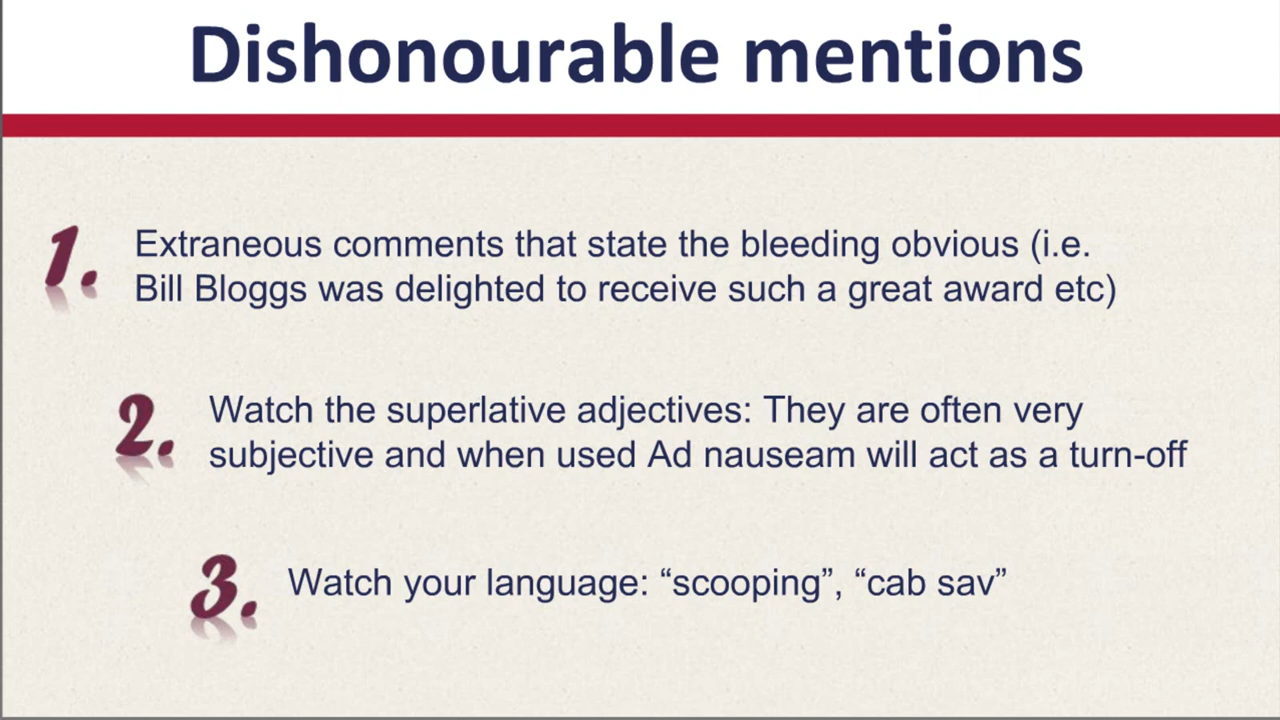 Dishonourable mentions
1. Extraneous comments that state the bleeding obvious (i.e.
Bill Bloggs was delighted to receive such a great award etc)
2. Watch the superlative adjectives: They are often very
subjective and when used Ad nauseam will act as a turn-off
3. Watch your language: “scooping”, “cab sav”